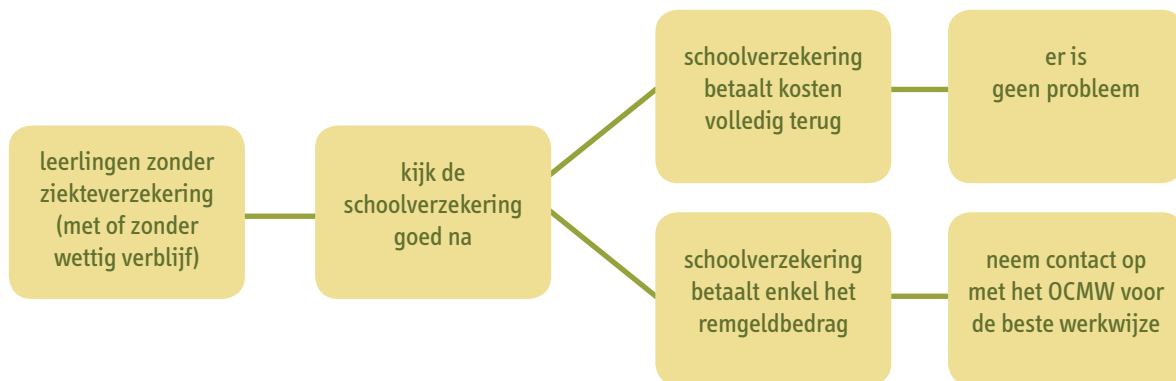 leerlingen zonder
ziekteverzekering
(met of zonder
wettig verblijf)
kijk de
schoolverzekering
goed na
schoolverzekering
betaalt kosten
volledig terug
er is
geen probleem
schoolverzekering
betaalt enkel het
remgeldbedrag
neem contact op
met het OCMW voor
de beste werkwijze